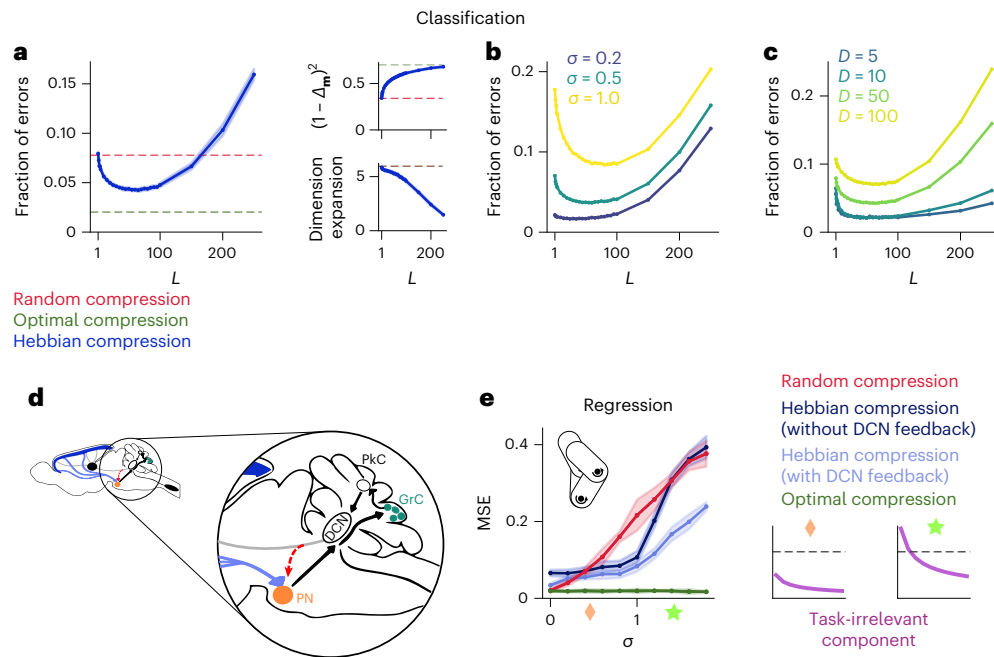 Classification
a
Fraction of errors
0.15
0.10
0.05
0
1
100
200
L
(1 − Δm)²
0.5
0
Dimension
expansion
5
0
1
200
L
Random compression
Optimal compression
Hebbian compression
b
Fraction of errors
0.2
0.1
0
σ = 0.2
σ = 0.5
σ = 1.0
1
100
200
L
c
Fraction of errors
0.2
0.1
0
D = 5
D = 10
D = 50
D = 100
1
100
200
L
d
PkC
GrC
DCN
PN
e
Regression
MSE
0.4
0.2
0
0
1
σ
Random compression
Hebbian compression
(without DCN feedback)
Hebbian compression
(with DCN feedback)
Optimal compression
Task-irrelevant
component